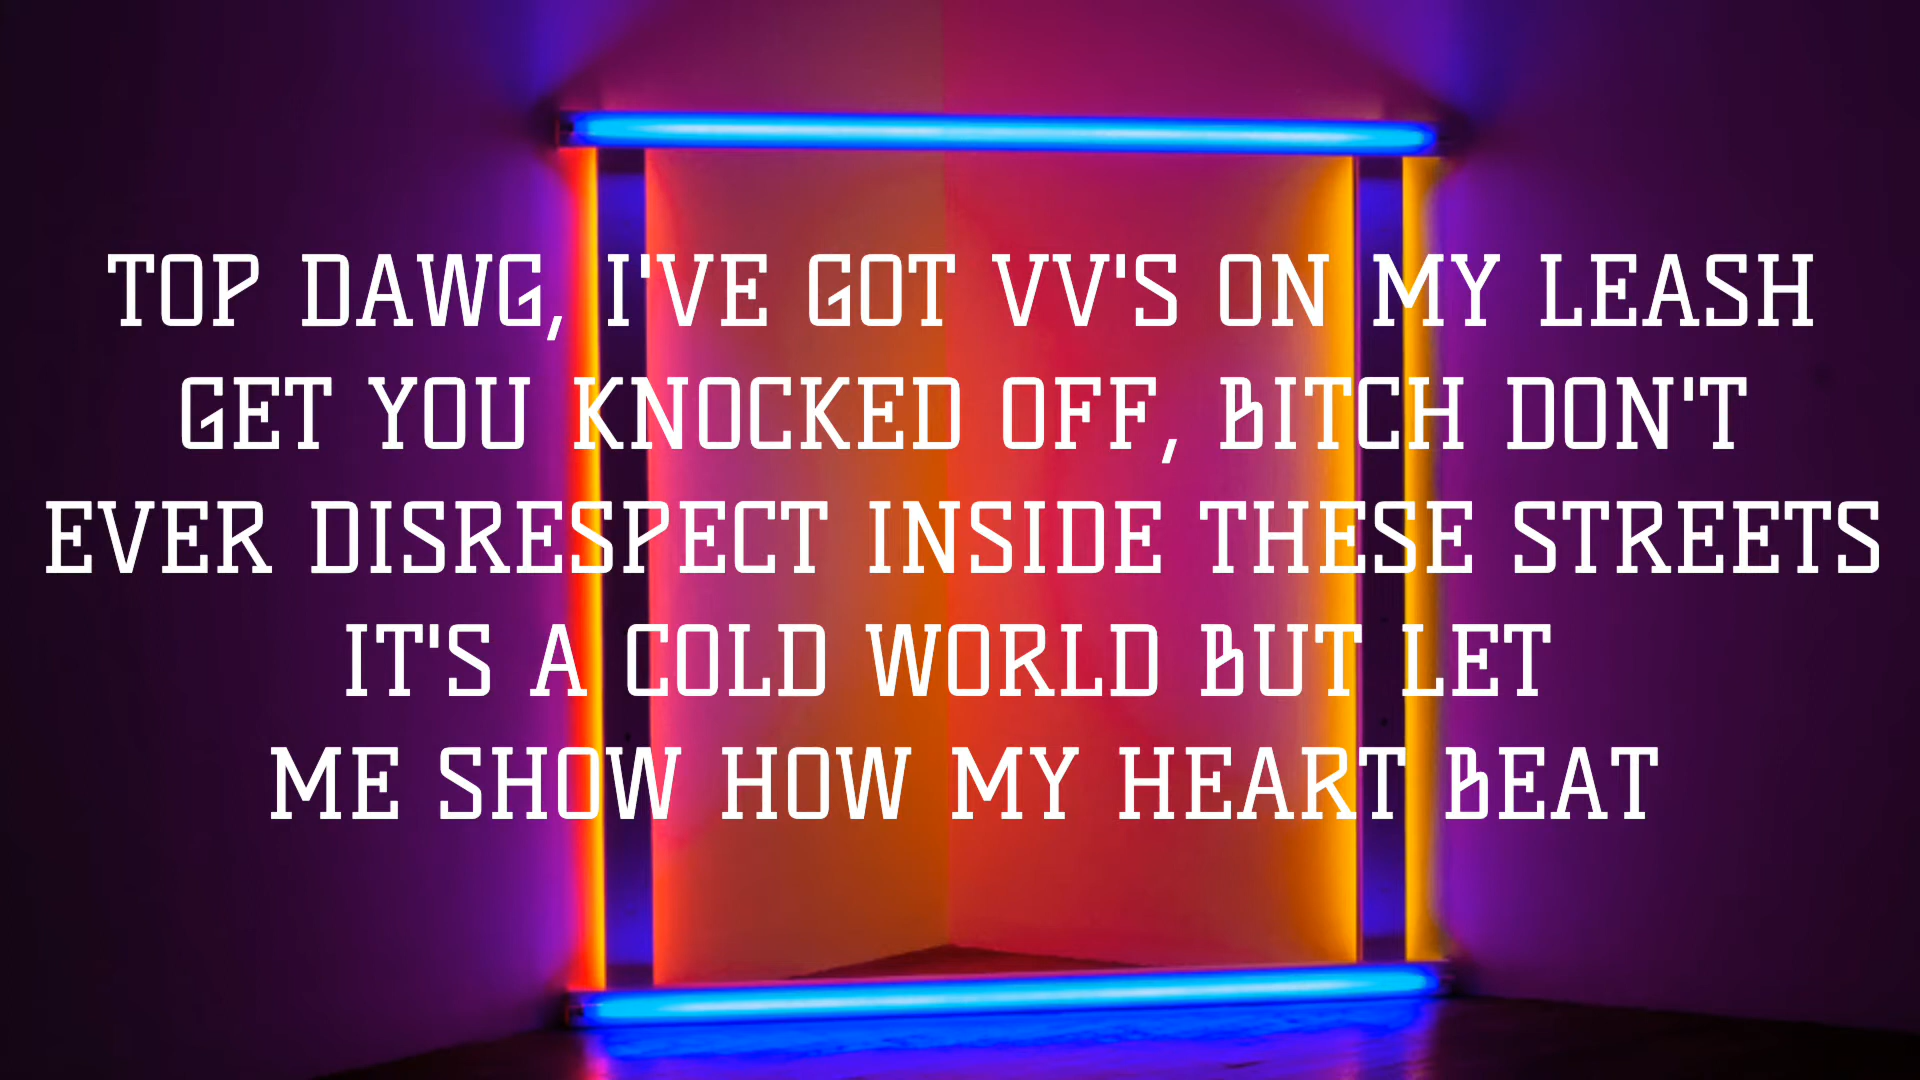 TOP DAWG, I'VE GOT VV'S ON MY LEASH
GET YOU KNOCKED OFF, BITCH DON'T
EVER DISRESPECT INSIDE THESE STREETS
IT'S A COLD WORLD BUT LET
ME SHOW HOW MY HEART BEAT